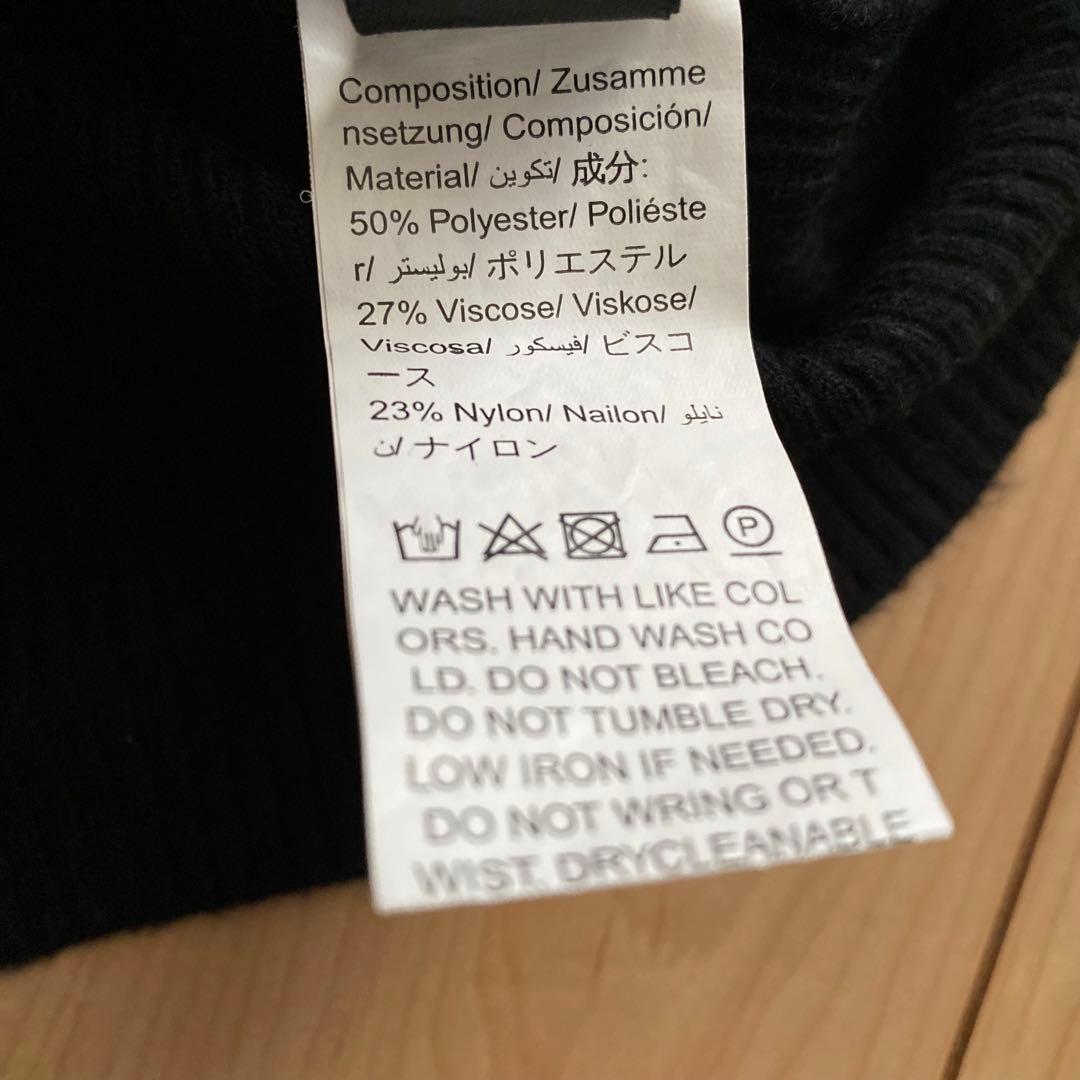 Composition/ Zusamme
nsetzung/ Composición/
Material/ تكوين/ 成分:
50% Polyester/ Poliéste
r/ بوليستر/ ポリエステル
27% Viscose/ Viskose/
Viscosa/ فيسكور/ ビスコ
ース
23% Nylon/ Nailon/ نايلو
ن/ ナイロン
P
WASH WITH LIKE COL
ORS. HAND WASH CO
LD. DO NOT BLEACH.
DO NOT TUMBLE DRY.
LOW IRON IF NEEDED.
DO NOT WRING OR T
WIST. DRYCLEANABLE